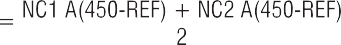 = NC1 A(450-REF) + NC2 A(450-REF)
2